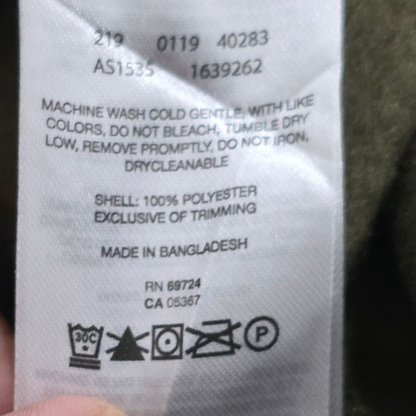 219 0119 40283
AS1535 1639262
MACHINE WASH COLD GENTLE, WITH LIKE
COLORS, DO NOT BLEACH, TUMBLE DRY
LOW, REMOVE PROMPTLY, DO NOT IRON,
DRYCLEANABLE
SHELL: 100% POLYESTER
EXCLUSIVE OF TRIMMING
MADE IN BANGLADESH
RN 69724
CA 05367
30C P